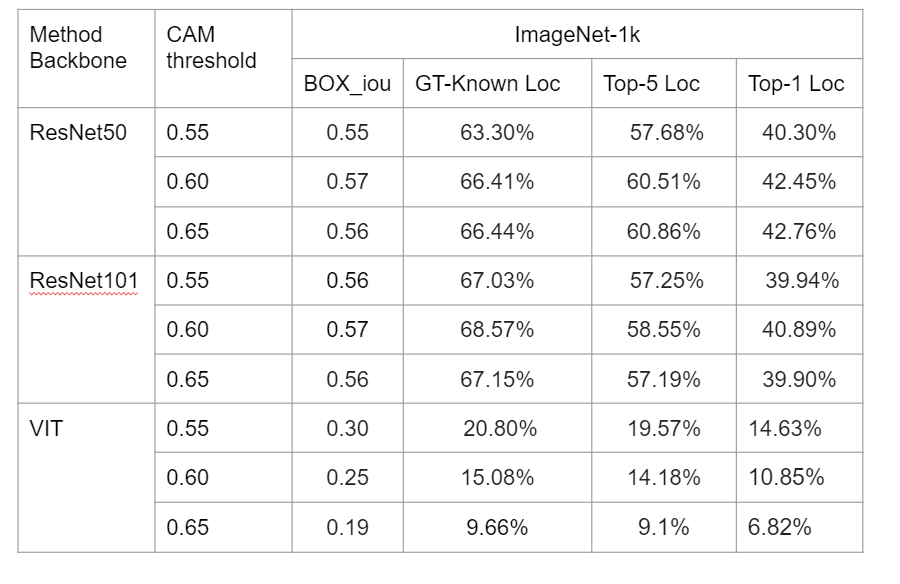 Method Backbone CAM threshold ImageNet-1k
BOX_iou GT-Known Loc Top-5 Loc Top-1 Loc
ResNet50 0.55 0.55 63.30% 57.68% 40.30%
0.60 0.57 66.41% 60.51% 42.45%
0.65 0.56 66.44% 60.86% 42.76%
ResNet101 0.55 0.56 67.03% 57.25% 39.94%
0.60 0.57 68.57% 58.55% 40.89%
0.65 0.56 67.15% 57.19% 39.90%
VIT 0.55 0.30 20.80% 19.57% 14.63%
0.60 0.25 15.08% 14.18% 10.85%
0.65 0.19 9.66% 9.1% 6.82%